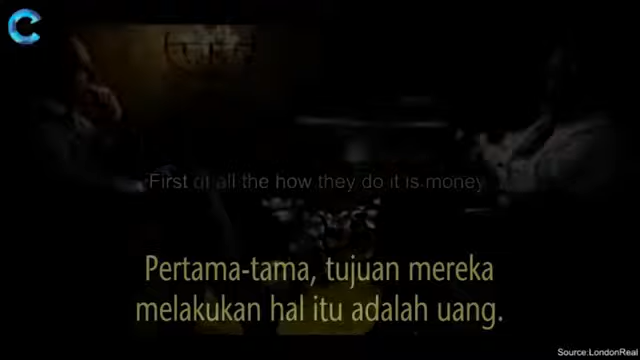 First of all the how they do it is money
Pertama-tama, tujuan mereka
melakukan hal itu adalah uang.
Source:LondonReal